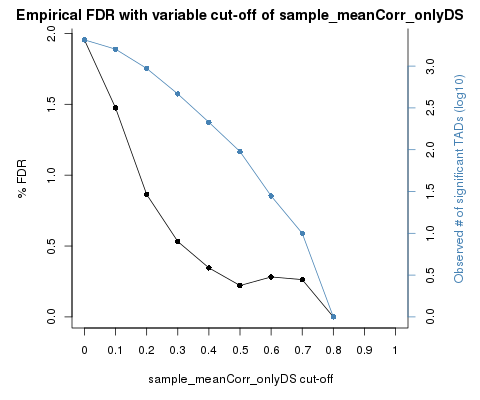 Empirical FDR with variable cut-off of sample_meanCorr_onlyDS
% FDR
0.0 0.5 1.0 1.5 2.0
0 0.1 0.2 0.3 0.4 0.5 0.6 0.7 0.8 0.9 1
sample_meanCorr_onlyDS cut-off
0.0 0.5 1.0 1.5 2.0 2.5 3.0
Observed # of significant TADs (log10)